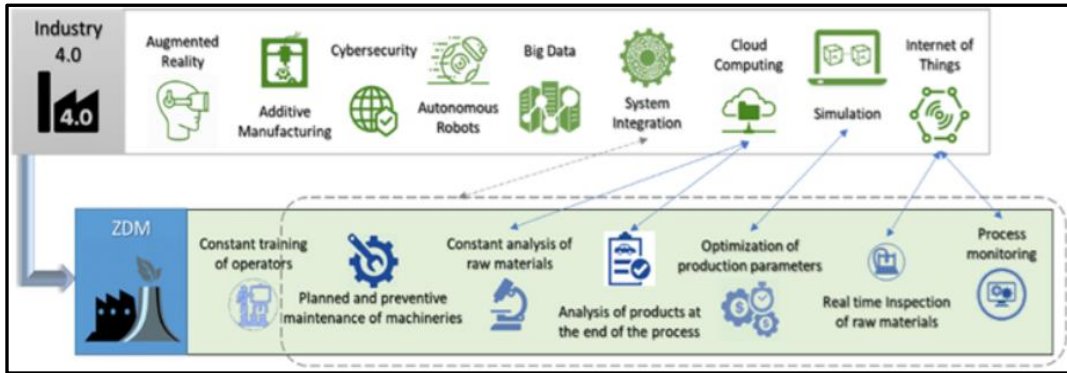 Industry
4.0
4.0
Augmented
Reality
Additive
Manufacturing
Cybersecurity
Autonomous
Robots
Big Data
System
Integration
Cloud
Computing
Simulation
Internet of
Things
ZDM
Constant training
of operators
Planned and preventive
maintenance of machineries
Constant analysis of
raw materials
Analysis of products at
the end of the process
Optimization of
production parameters
Real time Inspection
of raw materials
Process
monitoring